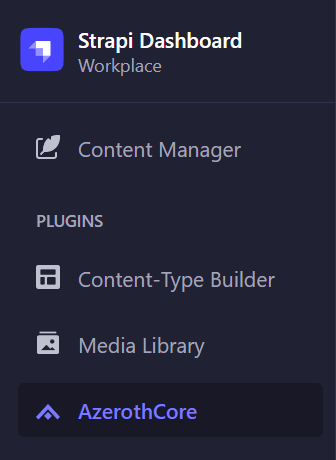 Strapi Dashboard
Workplace
Content Manager
PLUGINS
Content-Type Builder
Media Library
AzerothCore